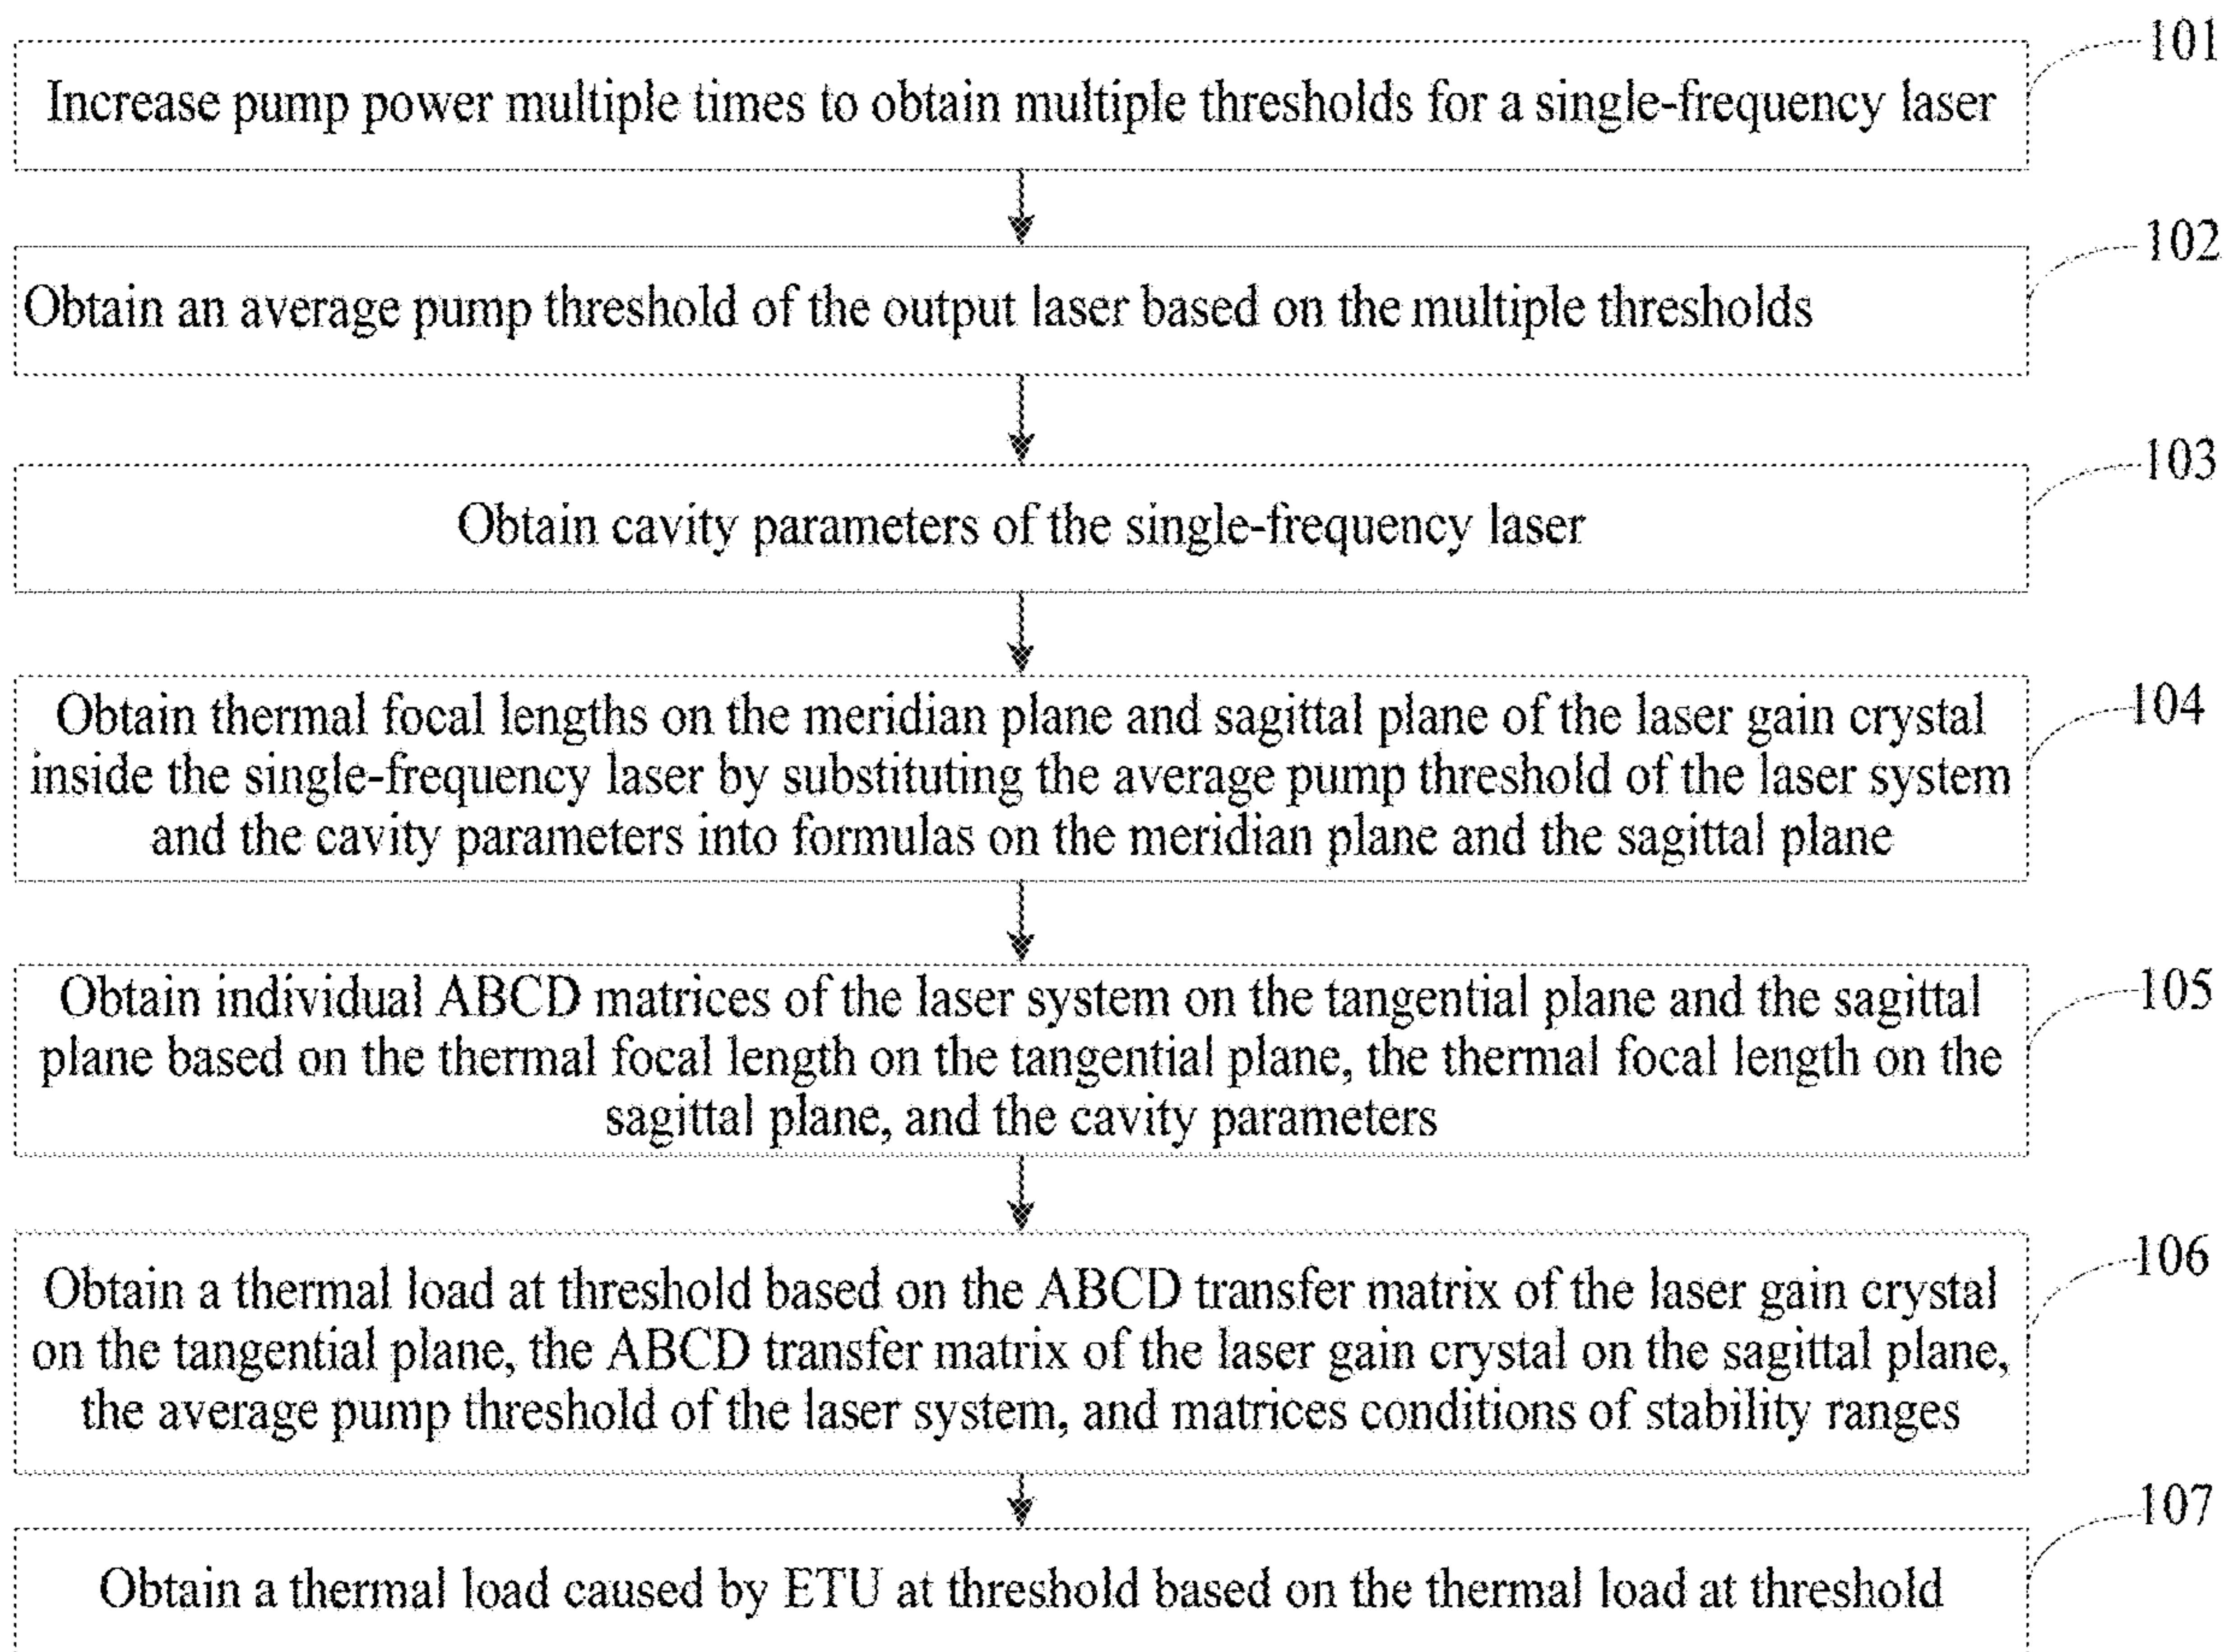 101
Increase pump power multiple times to obtain multiple thresholds for a single-frequency laser
102
Obtain an average pump threshold of the output laser based on the multiple thresholds
103
Obtain cavity parameters of the single-frequency laser
104
Obtain thermal focal lengths on the meridian plane and sagittal plane of the laser gain crystal
inside the single-frequency laser by substituting the average pump threshold of the laser system
and the cavity parameters into formulas on the meridian plane and the sagittal plane
105
Obtain individual ABCD matrices of the laser system on the tangential plane and the sagittal
plane based on the thermal focal length on the tangential plane, the thermal focal length on the
sagittal plane, and the cavity parameters
106
Obtain a thermal load at threshold based on the ABCD transfer matrix of the laser gain crystal
on the tangential plane, the ABCD transfer matrix of the laser gain crystal on the sagittal plane,
the average pump threshold of the laser system, and matrices conditions of stability ranges
107
Obtain a thermal load caused by ETU at threshold based on the thermal load at threshold